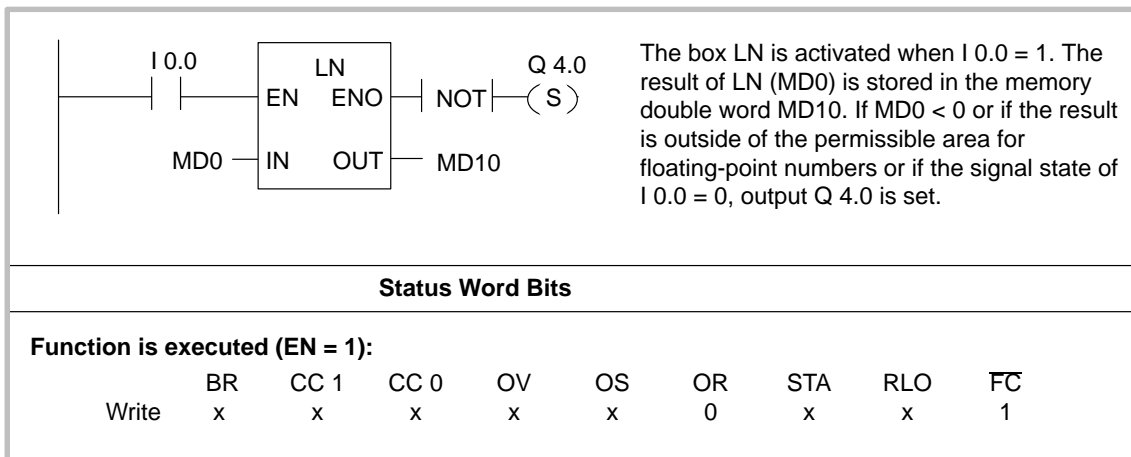 I 0.0
LN
Q 4.0
EN ENO NOT S
MD0 IN OUT MD10
The box LN is activated when I 0.0 = 1. The
result of LN (MD0) is stored in the memory
double word MD10. If MD0 < 0 or if the result
is outside of the permissible area for
floating-point numbers or if the signal state of
I 0.0 = 0, output Q 4.0 is set.
Status Word Bits
Function is executed (EN = 1):
BR CC 1 CC 0 OV OS OR STA RLO F̅C̅
Write x x x x x 0 x x 1